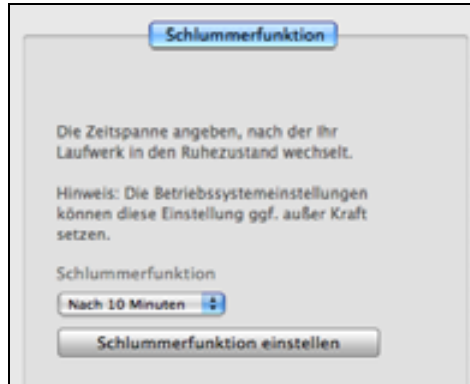 Schlummerfunktion
Die Zeitspanne angeben, nach der Ihr
Laufwerk in den Ruhezustand wechselt.
Hinweis: Die Betriebssystemeinstellungen
können diese Einstellung ggf. außer Kraft
setzen.
Schlummerfunktion
Nach 10 Minuten
Schlummerfunktion einstellen